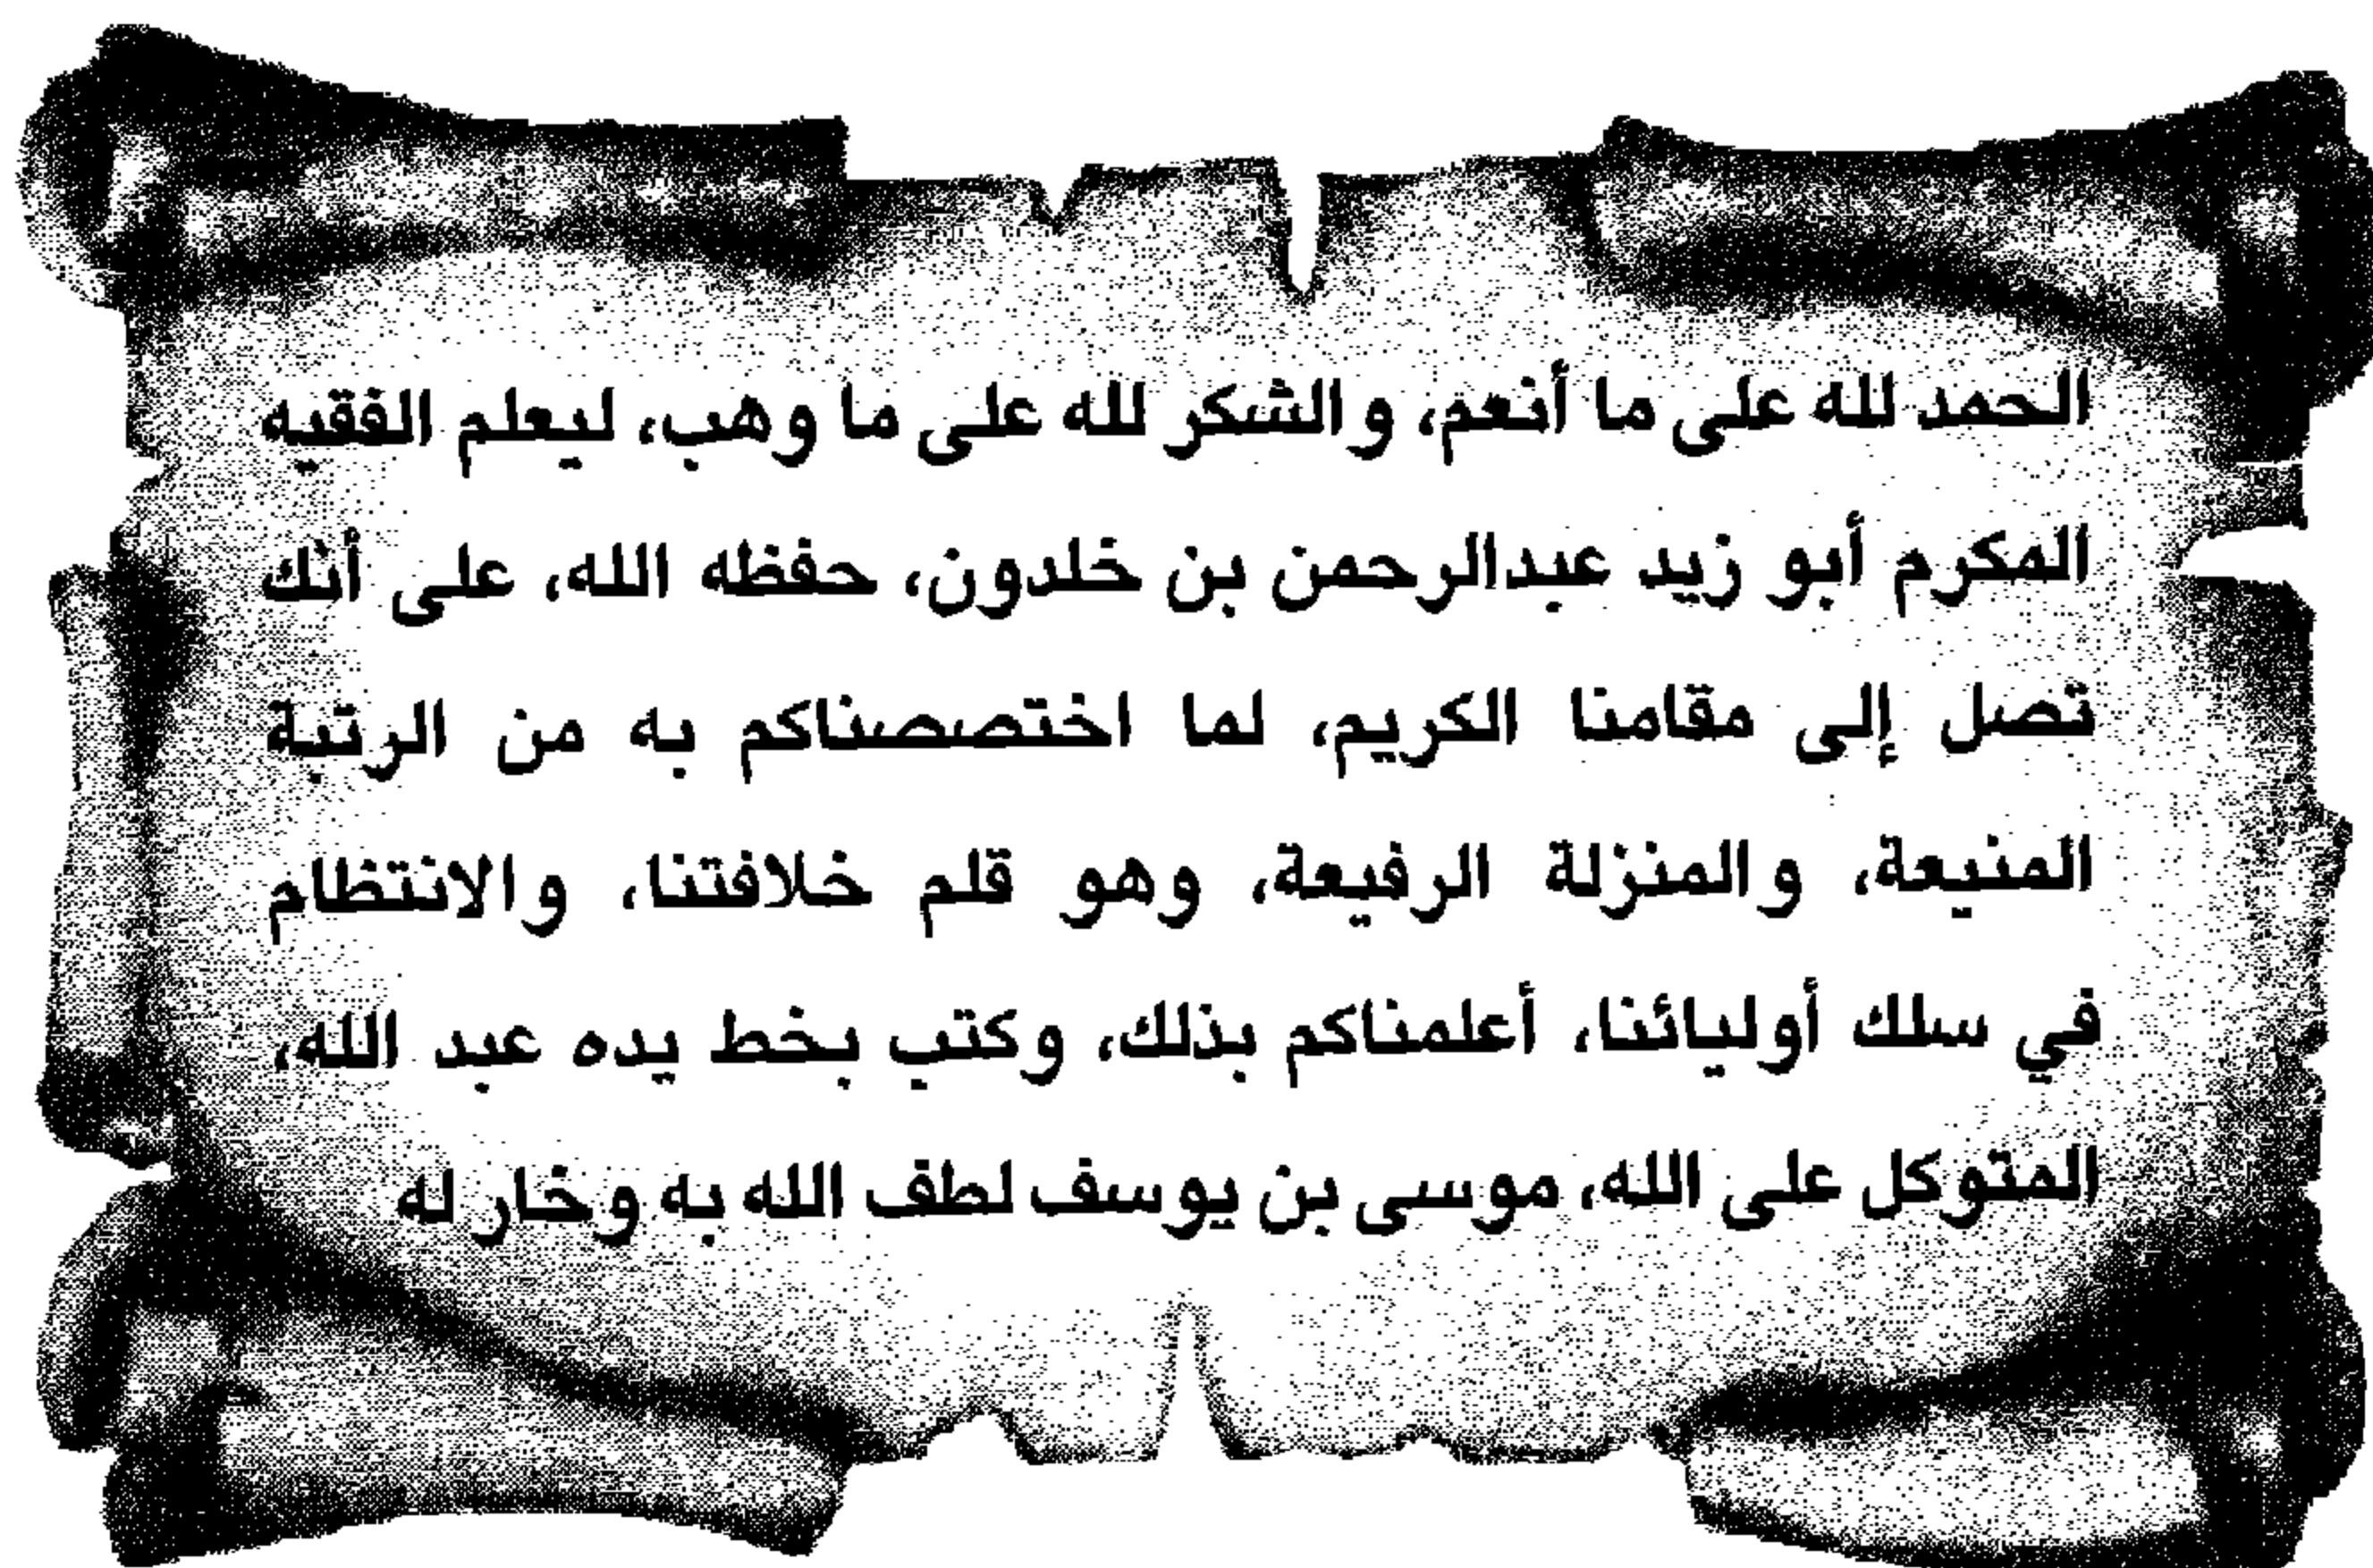 الحمد لله على ما أنعم، والشكر لله على ما وهب، ليعلم الفقيه
المكرم أبو زيد عبدالرحمن بن خلدون، حفظه الله، على أنك
تصل إلى مقامنا الكريم، لما اختصصناكم به من الرتبة
المنيعة، والمنزلة الرفيعة، وهو قلم خلافتنا، والانتظام
في سلك أوليائنا، أعلمناكم بذلك، وكتب بخط يده عبد الله،
المتوكل على الله، موسى بن يوسف لطف الله به وخار له